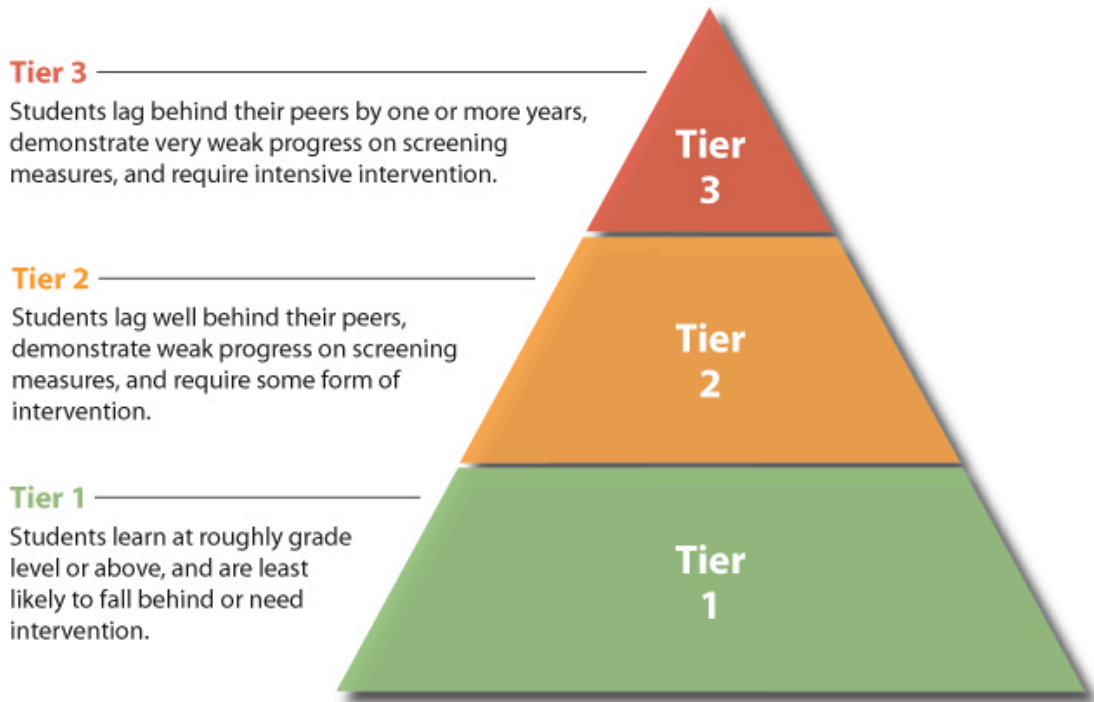 Tier 3
Students lag behind their peers by one or more years,
demonstrate very weak progress on screening
measures, and require intensive intervention.
Tier
3
Tier 2
Students lag well behind their peers,
demonstrate weak progress on screening
measures, and require some form of
intervention.
Tier
2
Tier 1
Students learn at roughly grade
level or above, and are least
likely to fall behind or need
intervention.
Tier
1